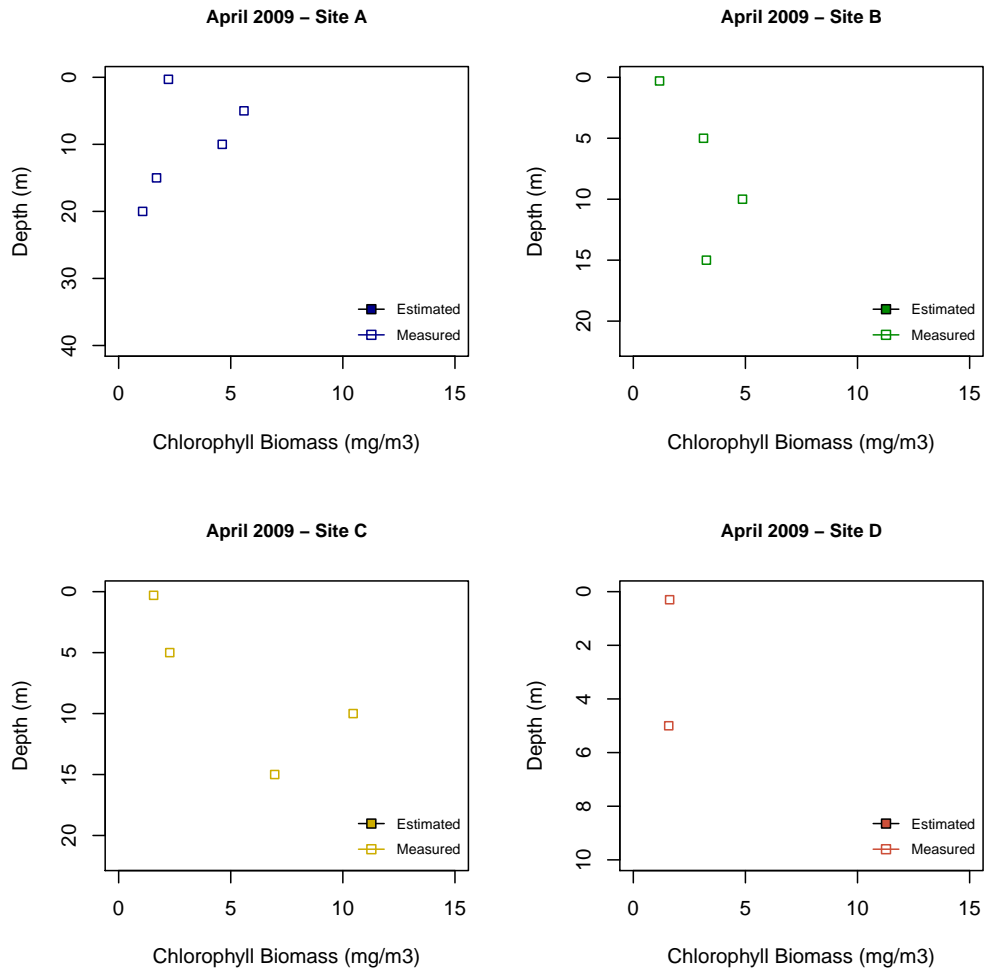 April 2009 – Site A
0
10
20
30
40
Depth (m)
Estimated
Measured
0 5 10 15
Chlorophyll Biomass (mg/m3)
April 2009 – Site B
0
5
10
15
20
Depth (m)
Estimated
Measured
0 5 10 15
Chlorophyll Biomass (mg/m3)
April 2009 – Site C
0
5
10
15
20
Depth (m)
Estimated
Measured
0 5 10 15
Chlorophyll Biomass (mg/m3)
April 2009 – Site D
0
2
4
6
8
10
Depth (m)
Estimated
Measured
0 5 10 15
Chlorophyll Biomass (mg/m3)